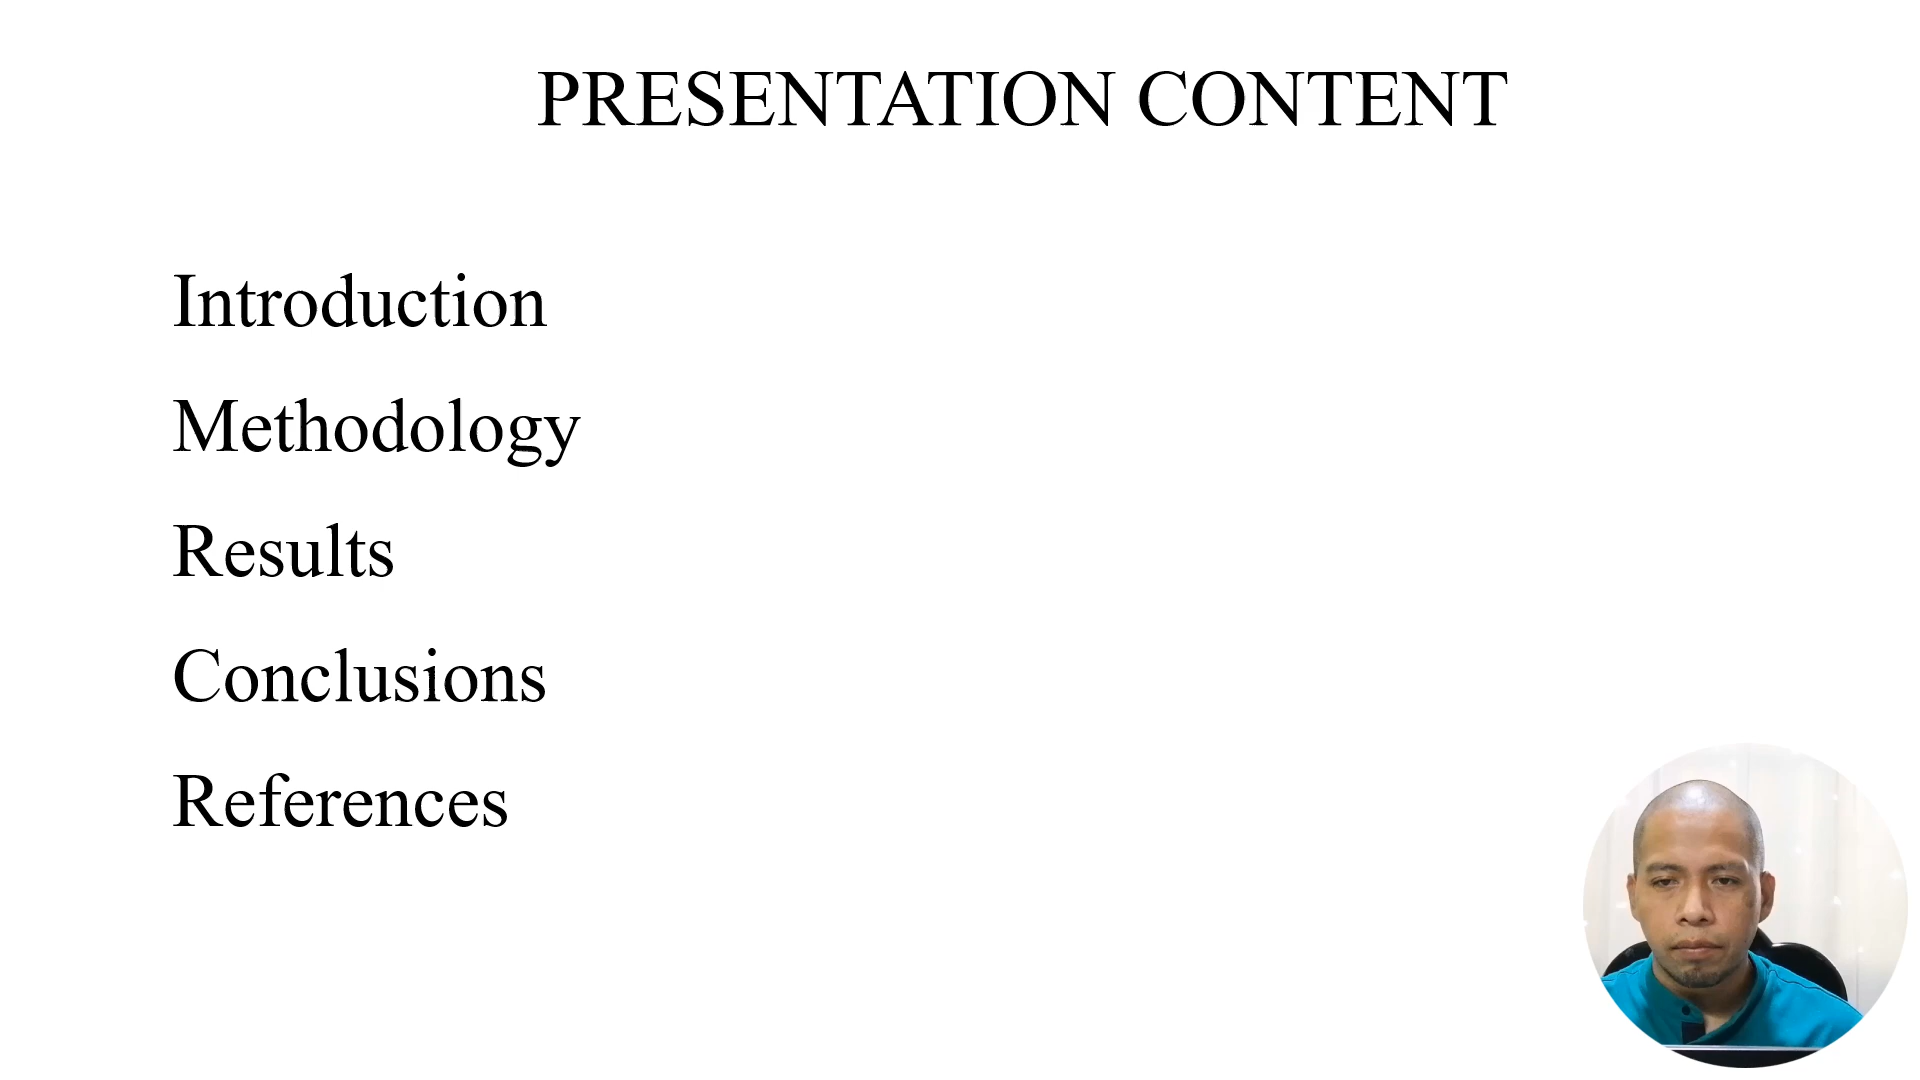 PRESENTATION CONTENT
Introduction
Methodology
Results
Conclusions
References